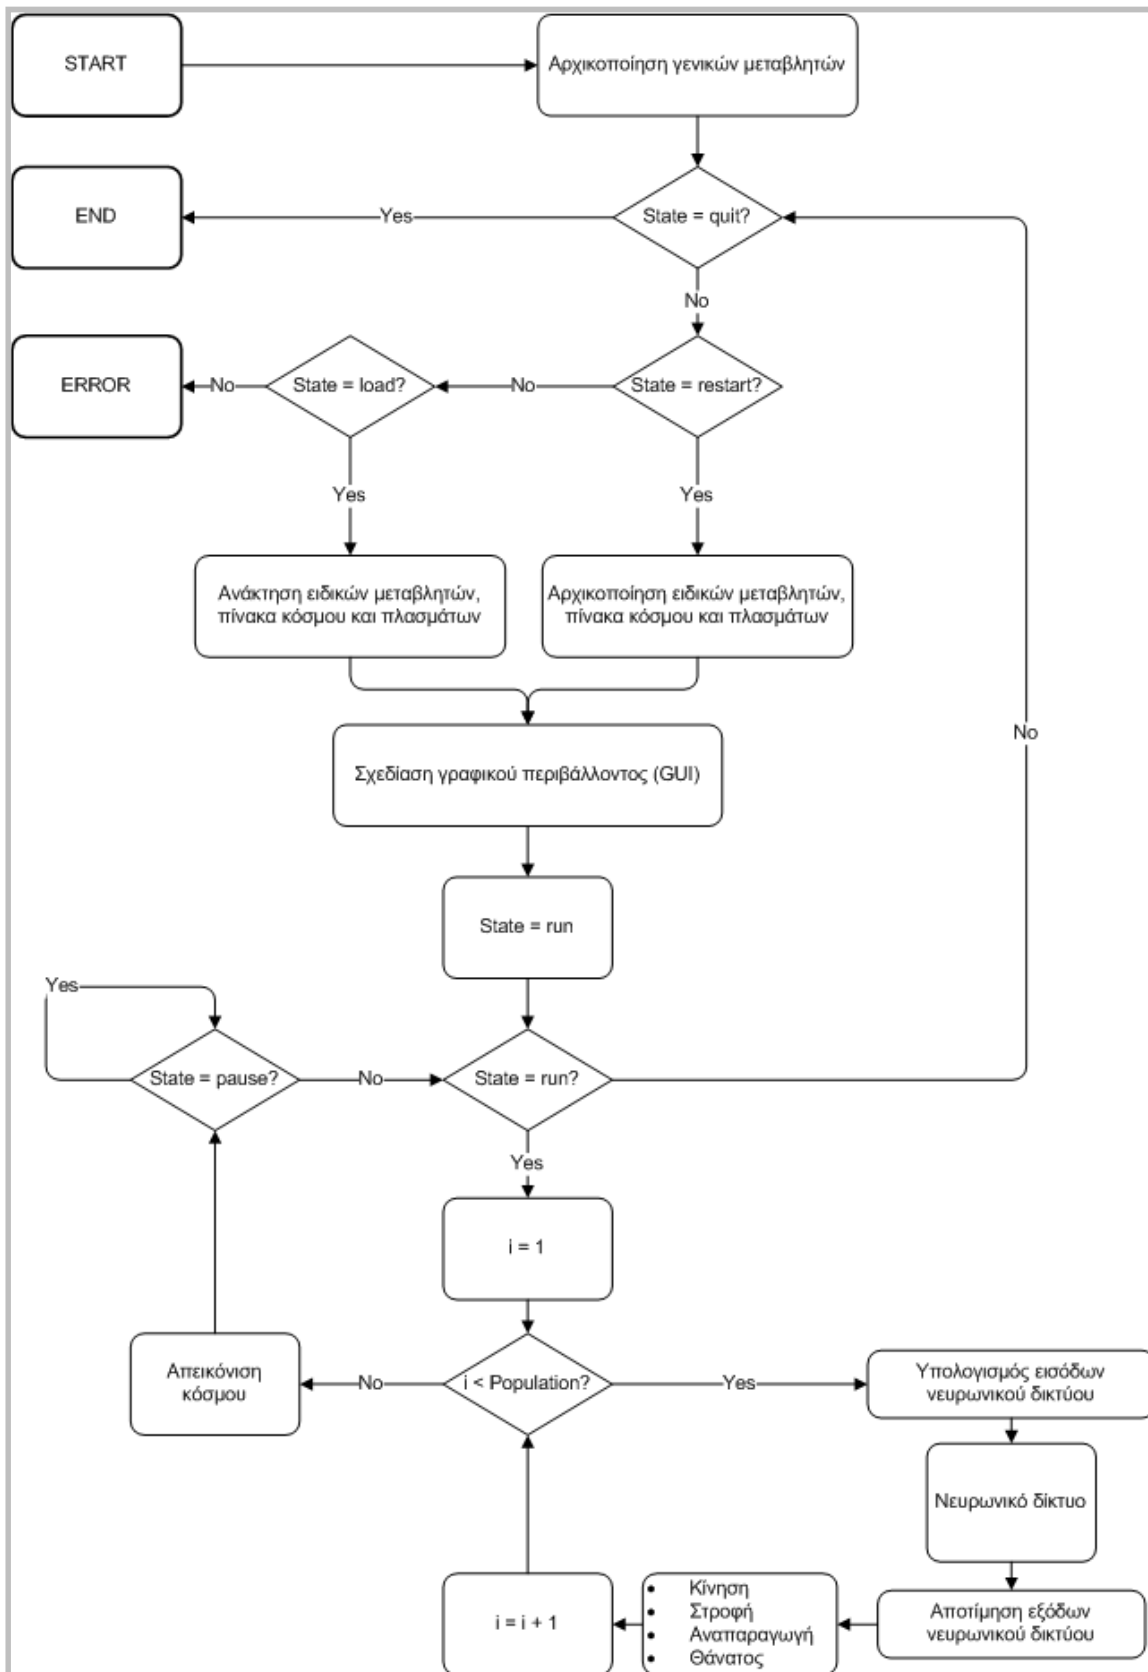 START
Αρχικοποίηση γενικών μεταβλητών
END
Yes
State = quit?
No
ERROR
No
State = load?
No
State = restart?
Yes
Yes
Ανάκτηση ειδικών μεταβλητών,
πίνακα κόσμου και πλασμάτων
Αρχικοποίηση ειδικών μεταβλητών,
πίνακα κόσμου και πλασμάτων
No
Σχεδίαση γραφικού περιβάλλοντος (GUI)
State = run
Yes
State = pause?
No
State = run?
Yes
i = 1
Απεικόνιση
κόσμου
No
i < Population?
Yes
Υπολογισμός εισόδων
νευρωνικού δικτύου
Νευρωνικό δίκτυο
i = i + 1
• Κίνηση
• Στροφή
• Αναπαραγωγή
• Θάνατος
Αποτίμηση εξόδων
νευρωνικού δικτύου